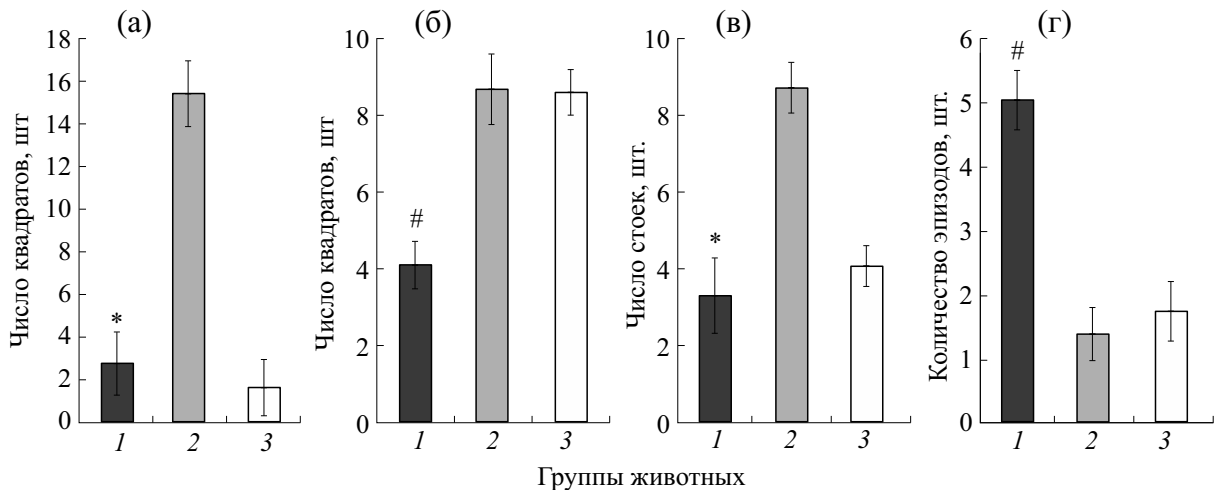 (а)
Число квадратов, шт
18
16
14
12
10
8
6
4
2
0
*
1 2 3
(б)
Число квадратов, шт
10
8
6
4
2
0
#
1 2 3
(в)
Число стоек, шт.
10
8
6
4
2
0
*
1 2 3
(г)
Количество эпизодов, шт.
6
5
4
3
2
1
0
#
1 2 3
Группы животных